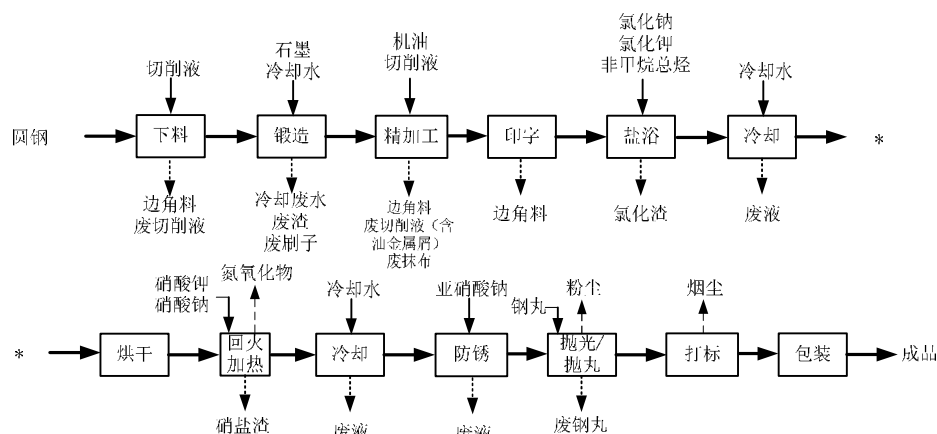 切削液
石墨
冷却水
机油
切削液
氯化钠
氯化钾
非甲烷总烃
冷却水
圆钢
下料
锻造
精加工
印字
盐浴
冷却
*
边角料
废切削液
冷却废水
废渣
废刷子
边角料
废切削液（含
油金属屑）
废抹布
边角料
氯化渣
废液
硝酸钾
硝酸钠
氮氧化物
冷却水
亚硝酸钠
钢丸
粉尘
烟尘
*
烘干
回火
加热
冷却
防锈
抛光/
抛丸
打标
包装
成品
硝盐渣
废液
废液
废钢丸